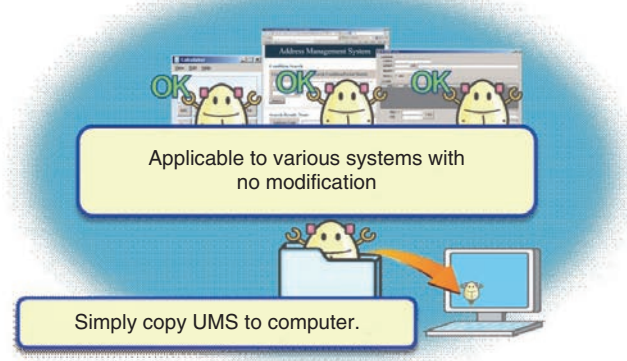 Address Management System
Calculator
OK OK OK
Applicable to various systems with
no modification
Simply copy UMS to computer.